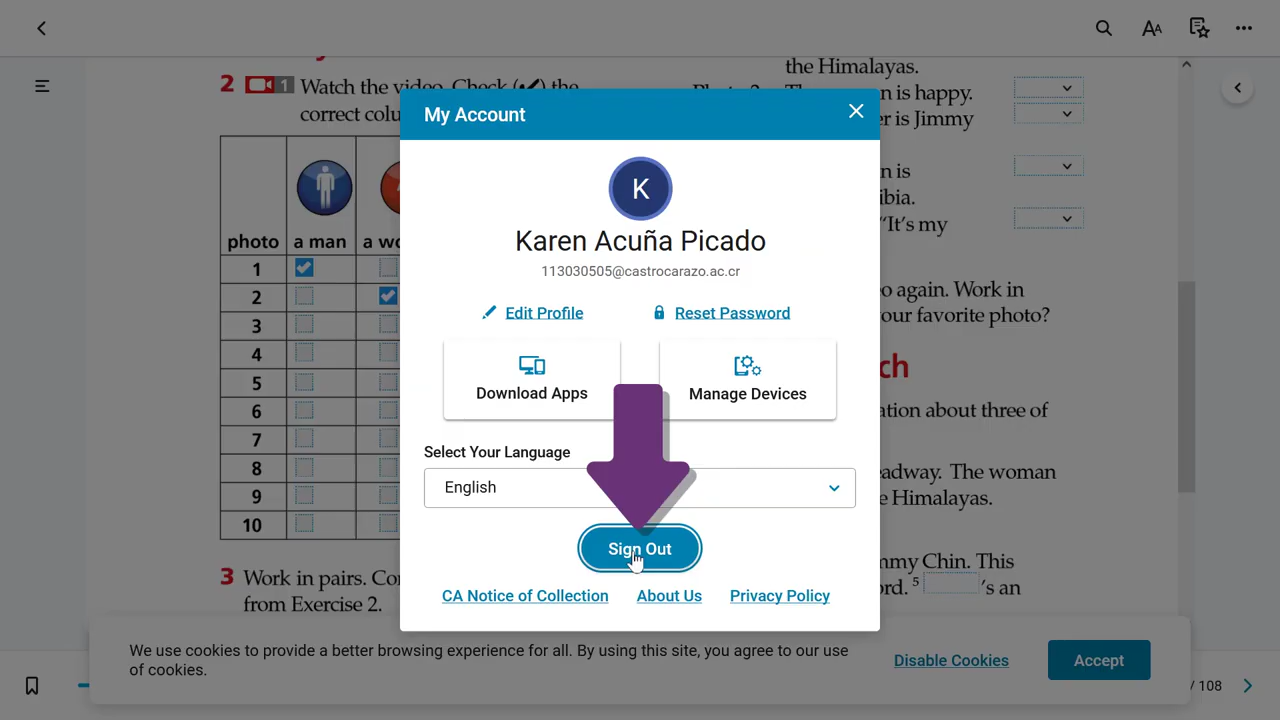 the Himalayas.
2 1 Watch the video. Check (✔) the
correct colu
n is happy.
er is Jimmy
n is
ibia.
"It's my
photo a man a wo
1
2
3
4
5
6
7
8
9
10
o again. Work in
our favorite photo?
ch
ation about three of
eadway. The woman
e Himalayas.
mmy Chin. This
ord. 5 's an
3 Work in pairs. Co
from Exercise 2.
My Account
K
Karen Acuña Picado
113030505@castrocarazo.ac.cr
Edit Profile
Reset Password
Download Apps
Manage Devices
Select Your Language
English
Sign Out
CA Notice of Collection
About Us
Privacy Policy
We use cookies to provide a better browsing experience for all. By using this site, you agree to our use
of cookies.
Disable Cookies
Accept
/ 108